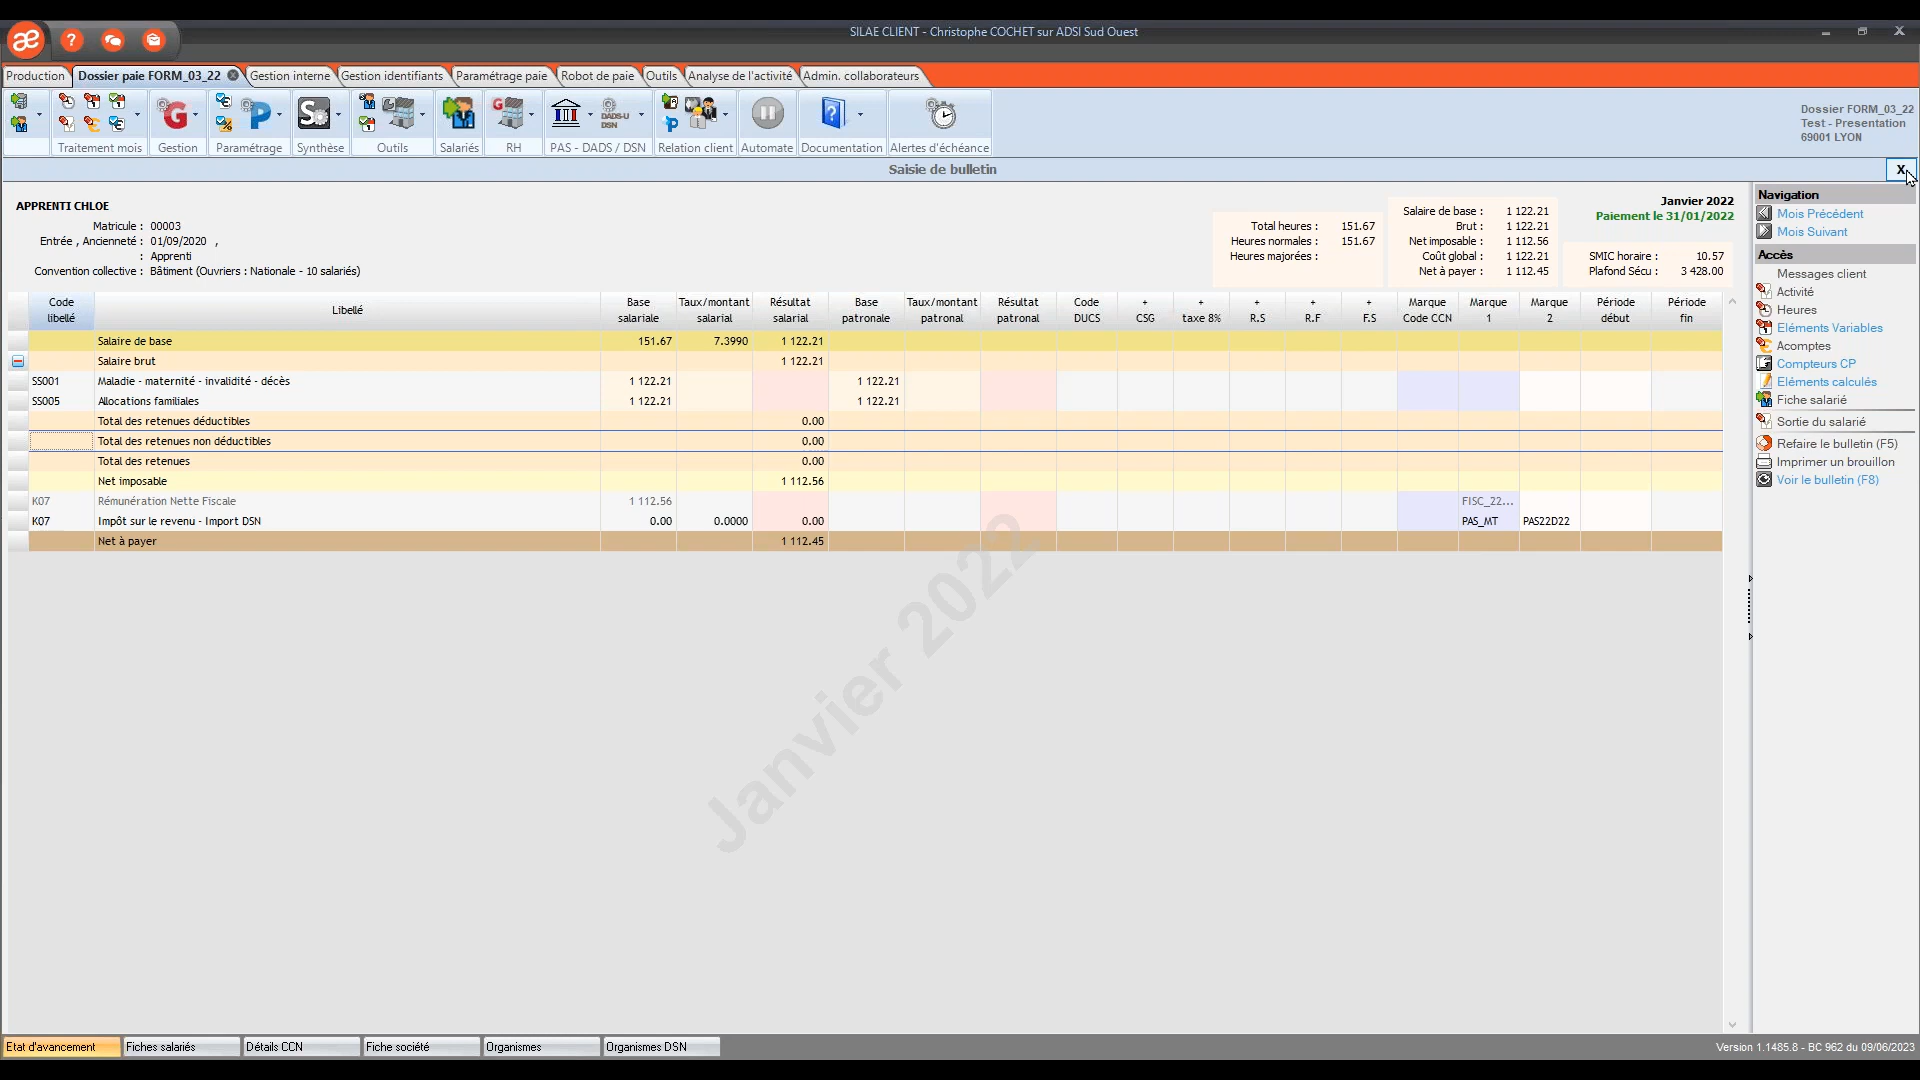 æ
?
SILAE CLIENT - Christophe COCHET sur ADSI Sud Ouest
Production
Dossier paie FORM_03_22
Gestion interne
Gestion identifiants
Paramétrage paie
Robot de paie
Outils
Analyse de l'activité
Admin. collaborateurs
Traitement mois
Gestion
Paramétrage
Synthèse
Outils
Salariés
RH
PAS - DADS / DSN
Relation client
Automate
Documentation
Alertes d'échéance
Dossier FORM_03_22
Test - Presentation
69001 LYON
Saisie de bulletin
X
APPRENTI CHLOE
Matricule : 00003
Entrée , Ancienneté : 01/09/2020 ,
: Apprenti
Convention collective : Bâtiment (Ouvriers : Nationale - 10 salariés)
Total heures : 151.67
Heures normales : 151.67
Heures majorées :
Salaire de base : 1 122.21
Brut : 1 122.21
Net imposable : 1 112.56
Coût global : 1 122.21
Net à payer : 1 112.45
Janvier 2022
Paiement le 31/01/2022
SMIC horaire : 10.57
Plafond Sécu : 3 428.00
Code libellé Libellé Base salariale Taux/montant salarial Résultat salarial Base patronale Taux/montant patronal Résultat patronal Code DUCS + CSG + taxe 8% + R.S + R.F + F.S Marque Code CCN Marque 1 Marque 2 Période début Période fin
Salaire de base 151.67 7.3990 1 122.21
Salaire brut 1 122.21
SS001 Maladie - maternité - invalidité - décès 1 122.21 1 122.21
SS005 Allocations familiales 1 122.21 1 122.21
Total des retenues déductibles 0.00
Total des retenues non déductibles 0.00
Total des retenues 0.00
Net imposable 1 112.56
K07 Rémunération Nette Fiscale 1 112.56 FISC_22...
K07 Impôt sur le revenu - Import DSN 0.00 0.0000 0.00 PAS_MT PAS22D22
Net à payer 1 112.45
Janvier 2022
Navigation
Mois Précédent
Mois Suivant
Accès
Messages client
Activité
Heures
Eléments Variables
Acomptes
Compteurs CP
Eléments calculés
Fiche salarié
Sortie du salarié
Refaire le bulletin (F5)
Imprimer un brouillon
Voir le bulletin (F8)
Etat d'avancement
Fiches salariés
Détails CCN
Fiche société
Organismes
Organismes DSN
Version 1.1485.8 - BC 962 du 09/06/2023